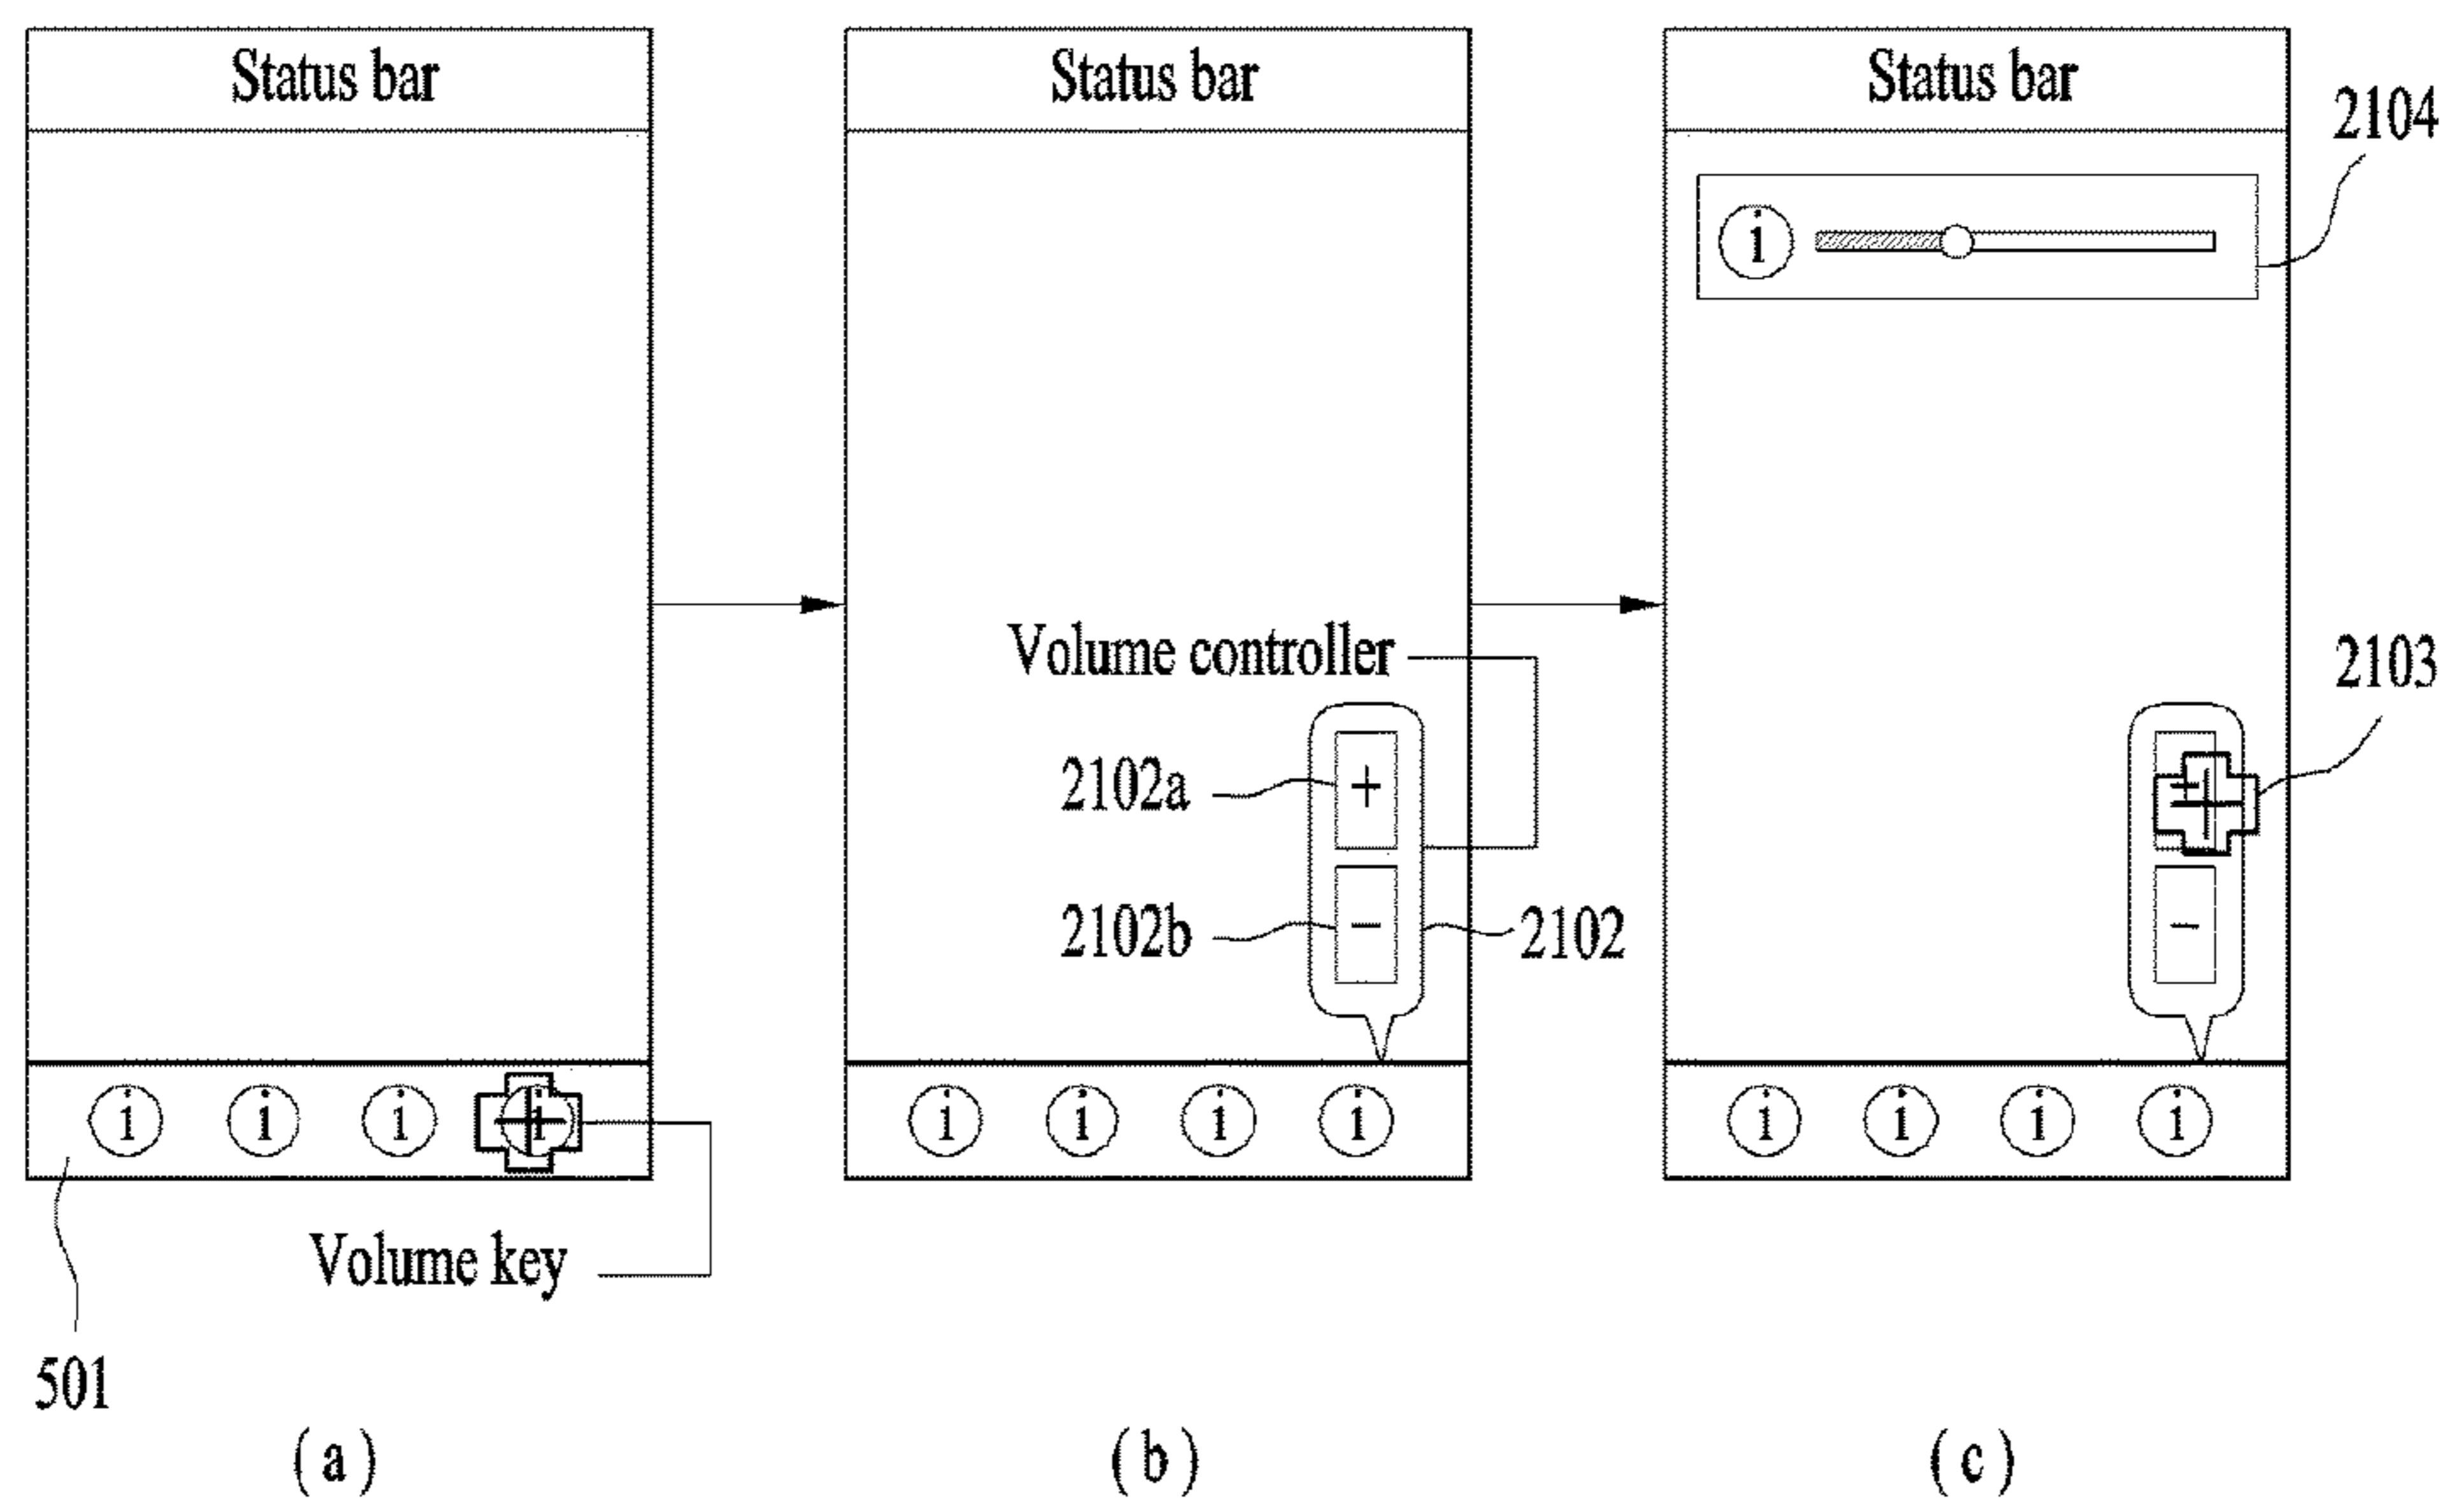 Status bar
Status bar
Status bar
2104
i
Volume controller
2103
2102a
+
+
2102b
−
2102
−
i i i i
i i i i
i i i i
Volume key
501
(a)
(b)
(c)